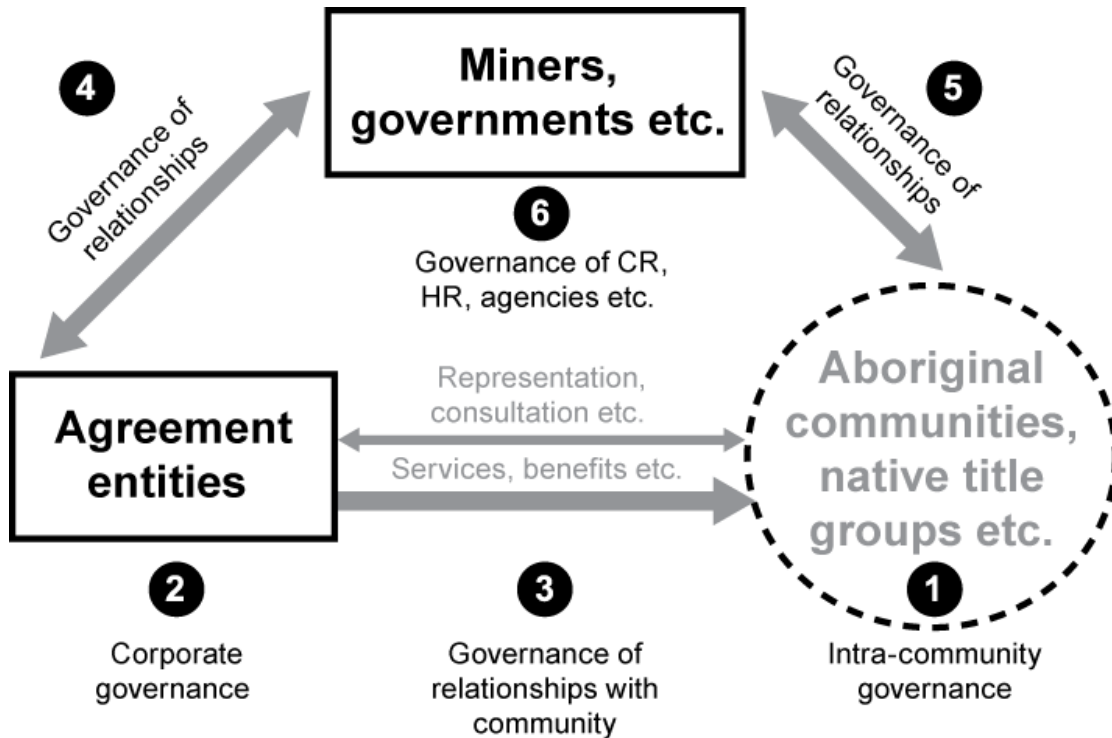 4
Governance of
relationships
Miners,
governments etc.
5
Governance of
relationships
6
Governance of CR,
HR, agencies etc.
Agreement
entities
Representation,
consultation etc.
Services, benefits etc.
Aboriginal
communities,
native title
groups etc.
2
Corporate
governance
3
Governance of
relationships with
community
1
Intra-community
governance